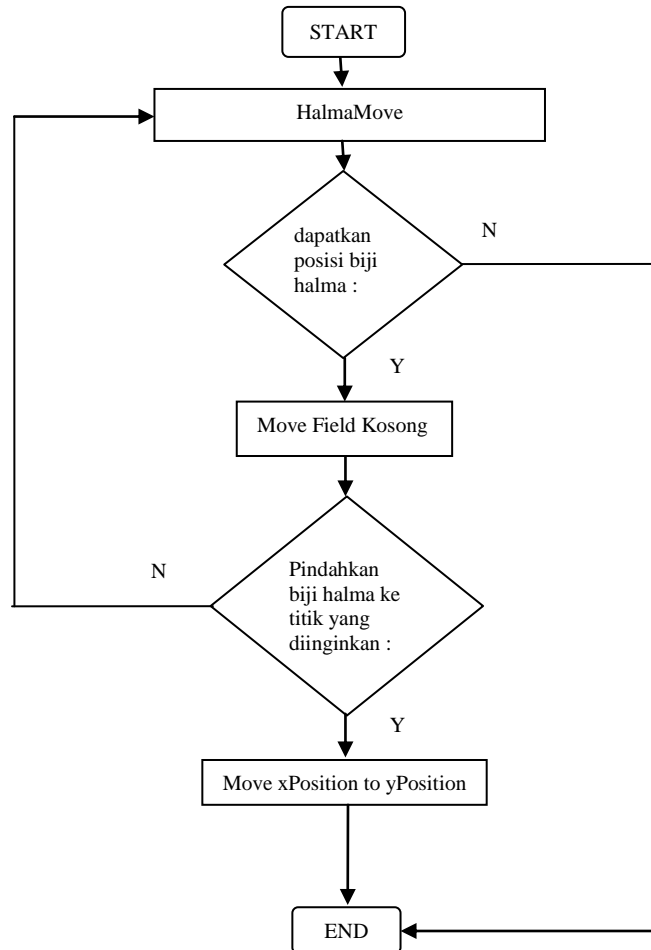 START
HalmaMove
dapatkan
posisi biji
halma :
N
Y
Move Field Kosong
N
Pindahkan
biji halma ke
titik yang
diinginkan :
Y
Move xPosition to yPosition
END